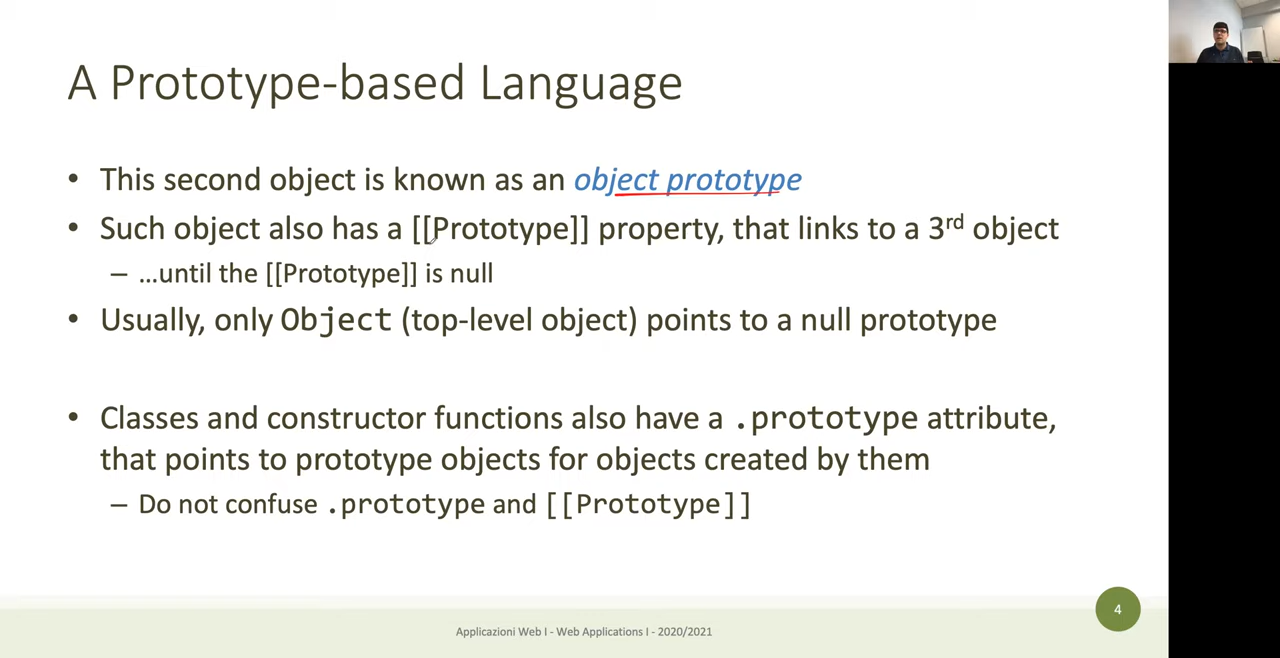 A Prototype-based Language
• This second object is known as an object prototype
• Such object also has a [[Prototype]] property, that links to a 3rd object
– …until the [[Prototype]] is null
• Usually, only Object (top-level object) points to a null prototype
• Classes and constructor functions also have a .prototype attribute,
that points to prototype objects for objects created by them
– Do not confuse .prototype and [[Prototype]]
4
Applicazioni Web I - Web Applications I - 2020/2021